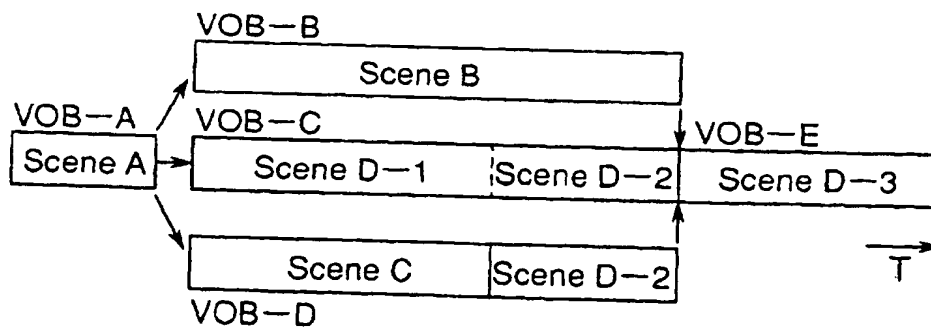 VOB—B
Scene B
VOB—A
VOB—C
VOB—E
Scene A
Scene D—1
Scene D—2
Scene D—3
Scene C
Scene D—2
T
VOB—D